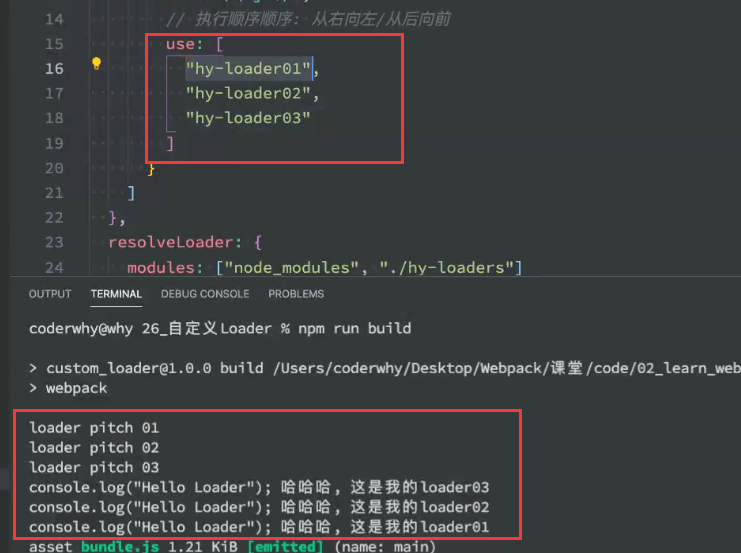 14 // 执行顺序顺序: 从右向左/从后向前
15 use: [
16 "hy-loader01",
17 "hy-loader02",
18 "hy-loader03"
19 ]
20 }
21 ]
22 },
23 resolveLoader: {
24 modules: ["node_modules", "./hy-loaders"]
OUTPUT TERMINAL DEBUG CONSOLE PROBLEMS
coderwhy@why 26_自定义Loader % npm run build
> custom_loader@1.0.0 build /Users/coderwhy/Desktop/Webpack/课堂/code/02_learn_web
> webpack
loader pitch 01
loader pitch 02
loader pitch 03
console.log("Hello Loader"); 哈哈哈, 这是我的loader03
console.log("Hello Loader"); 哈哈哈, 这是我的loader02
console.log("Hello Loader"); 哈哈哈, 这是我的loader01
asset bundle.js 1.21 KiB [emitted] (name: main)